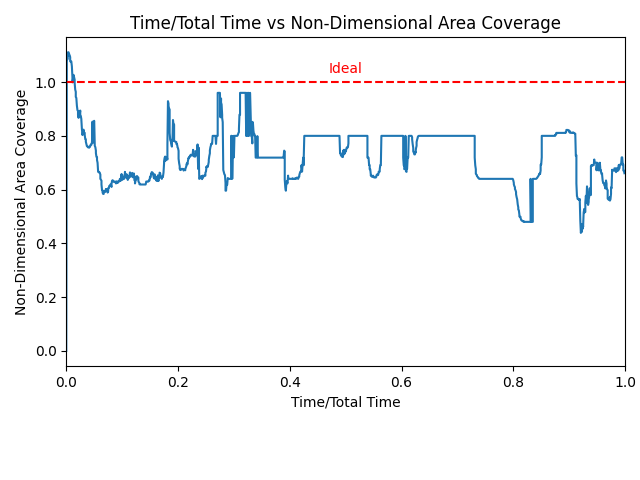 Time/Total Time vs Non-Dimensional Area Coverage
Ideal
Non-Dimensional Area Coverage
1.0
0.8
0.6
0.4
0.2
0.0
0.0 0.2 0.4 0.6 0.8 1.0
Time/Total Time